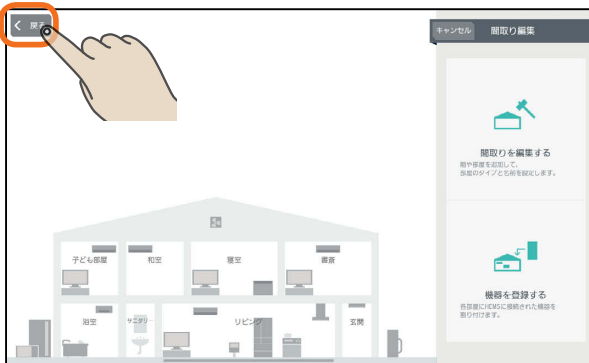 戻る
キャンセル
間取り編集
間取りを編集する
階や部屋を追加して、
部屋のタイプと名前を設定します。
子ども部屋
和室
寝室
書斎
浴室
サニタリー
リビング
玄関
機器を登録する
各部屋にHEMSに接続された機器を
割り付けます。